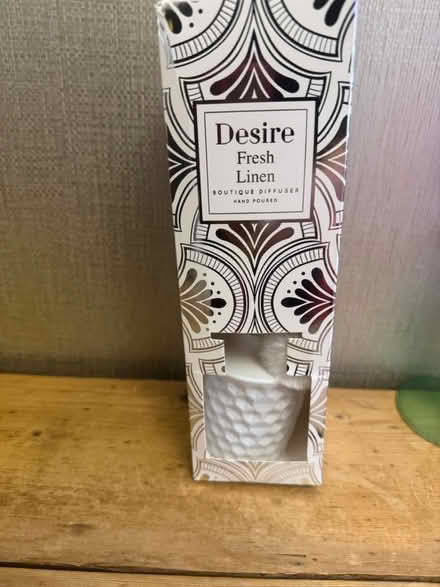 Desire
Fresh
Linen
BOUTIQUE DIFFUSER
HAND POURED